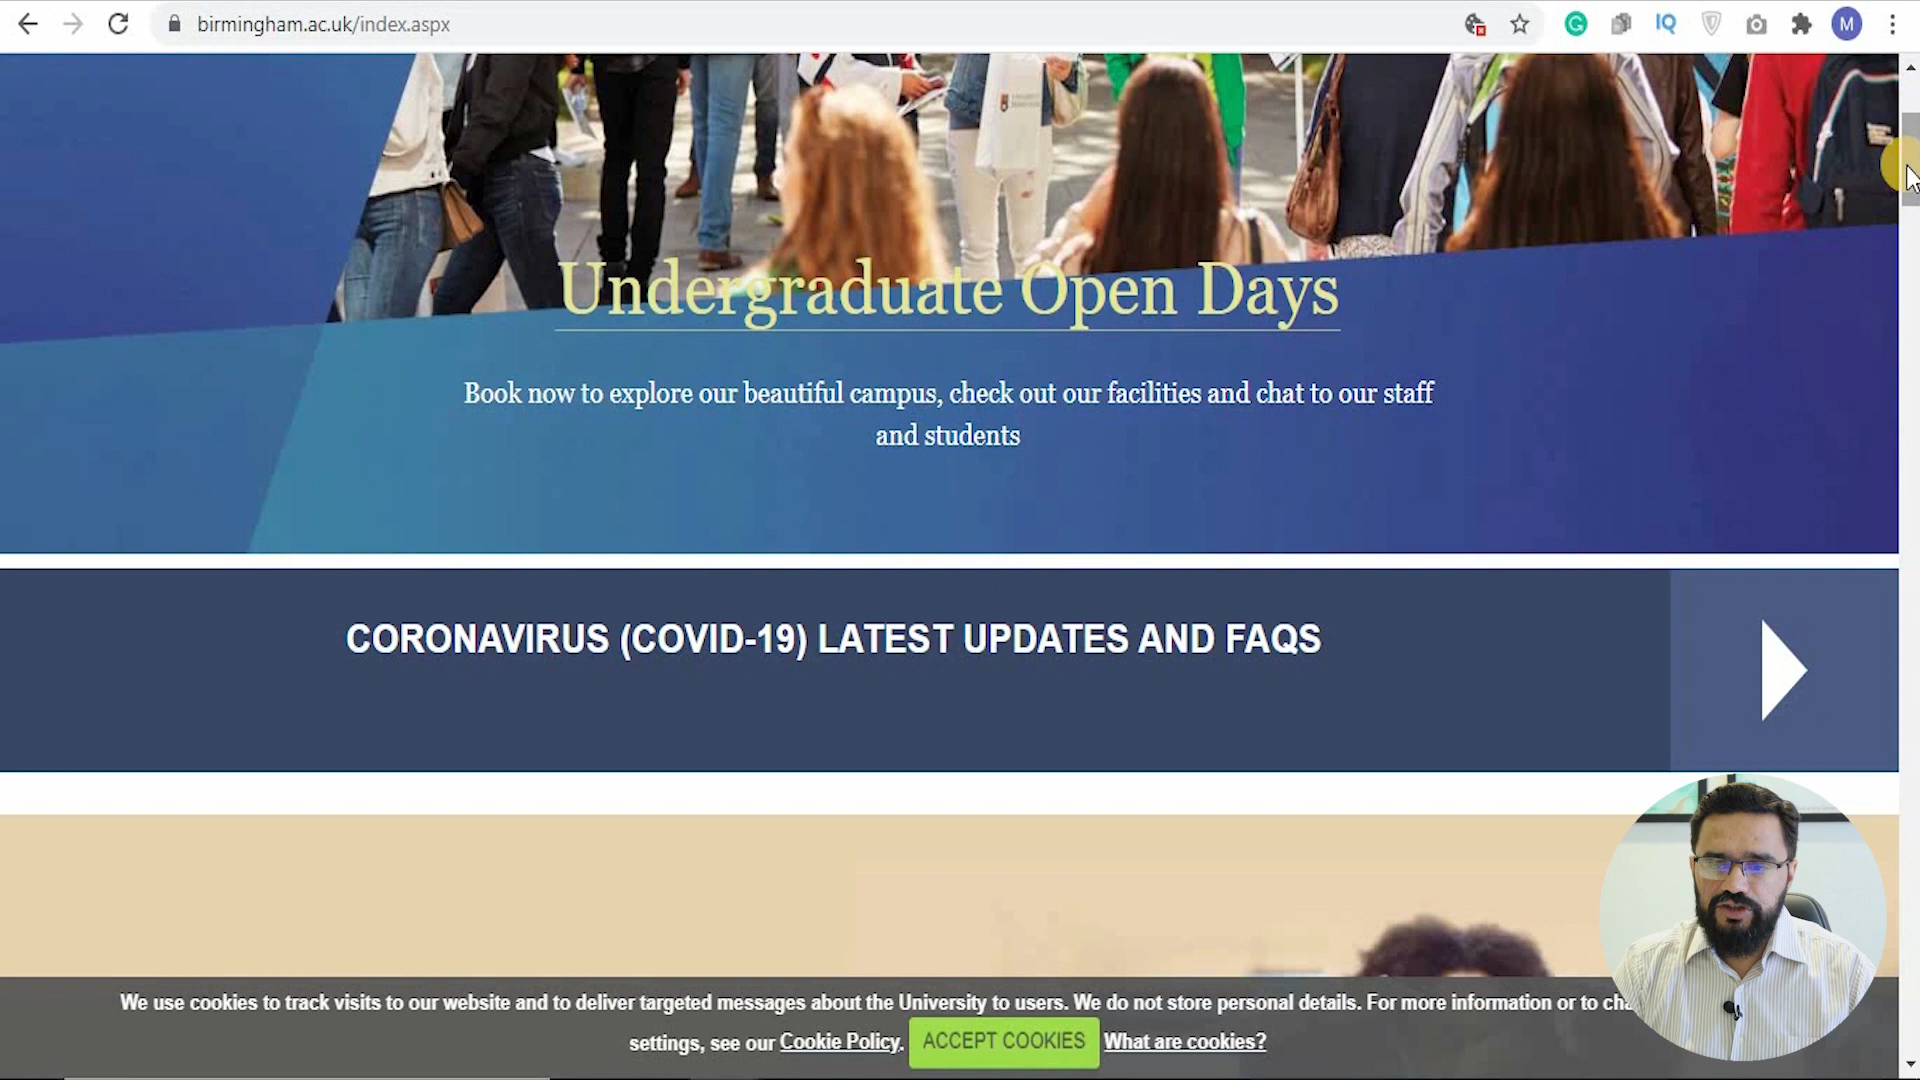 birmingham.ac.uk/index.aspx
IQ
M
Undergraduate Open Days
Book now to explore our beautiful campus, check out our facilities and chat to our staff
and students
CORONAVIRUS (COVID-19) LATEST UPDATES AND FAQS
We use cookies to track visits to our website and to deliver targeted messages about the University to users. We do not store personal details. For more information or to
settings, see our Cookie Policy. ACCEPT COOKIES What are cookies?